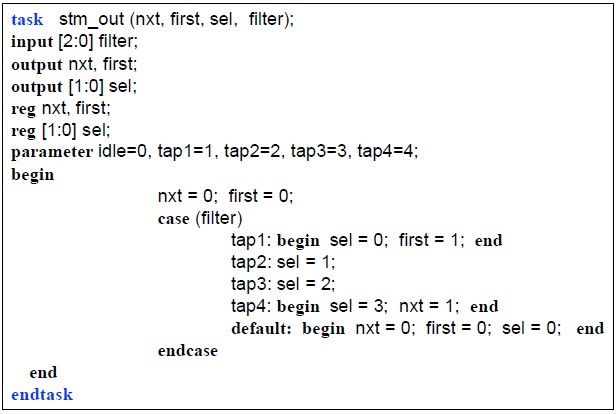 task stm_out (nxt, first, sel, filter);
input [2:0] filter;
output nxt, first;
output [1:0] sel;
reg nxt, first;
reg [1:0] sel;
parameter idle=0, tap1=1, tap2=2, tap3=3, tap4=4;
begin
nxt = 0; first = 0;
case (filter)
tap1: begin sel = 0; first = 1; end
tap2: sel = 1;
tap3: sel = 2;
tap4: begin sel = 3; nxt = 1; end
default: begin nxt = 0; first = 0; sel = 0; end
endcase
end
endtask